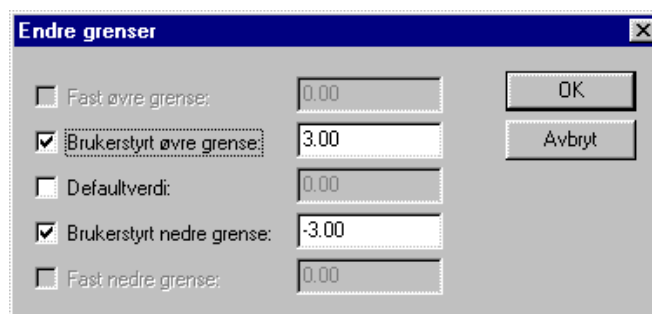 Endre grenser
Fast øvre grense: 0.00 OK
Brukerstyrt øvre grense: 3.00 Avbryt
Defaultverdi: 0.00
Brukerstyrt nedre grense: -3.00
Fast nedre grense: 0.00